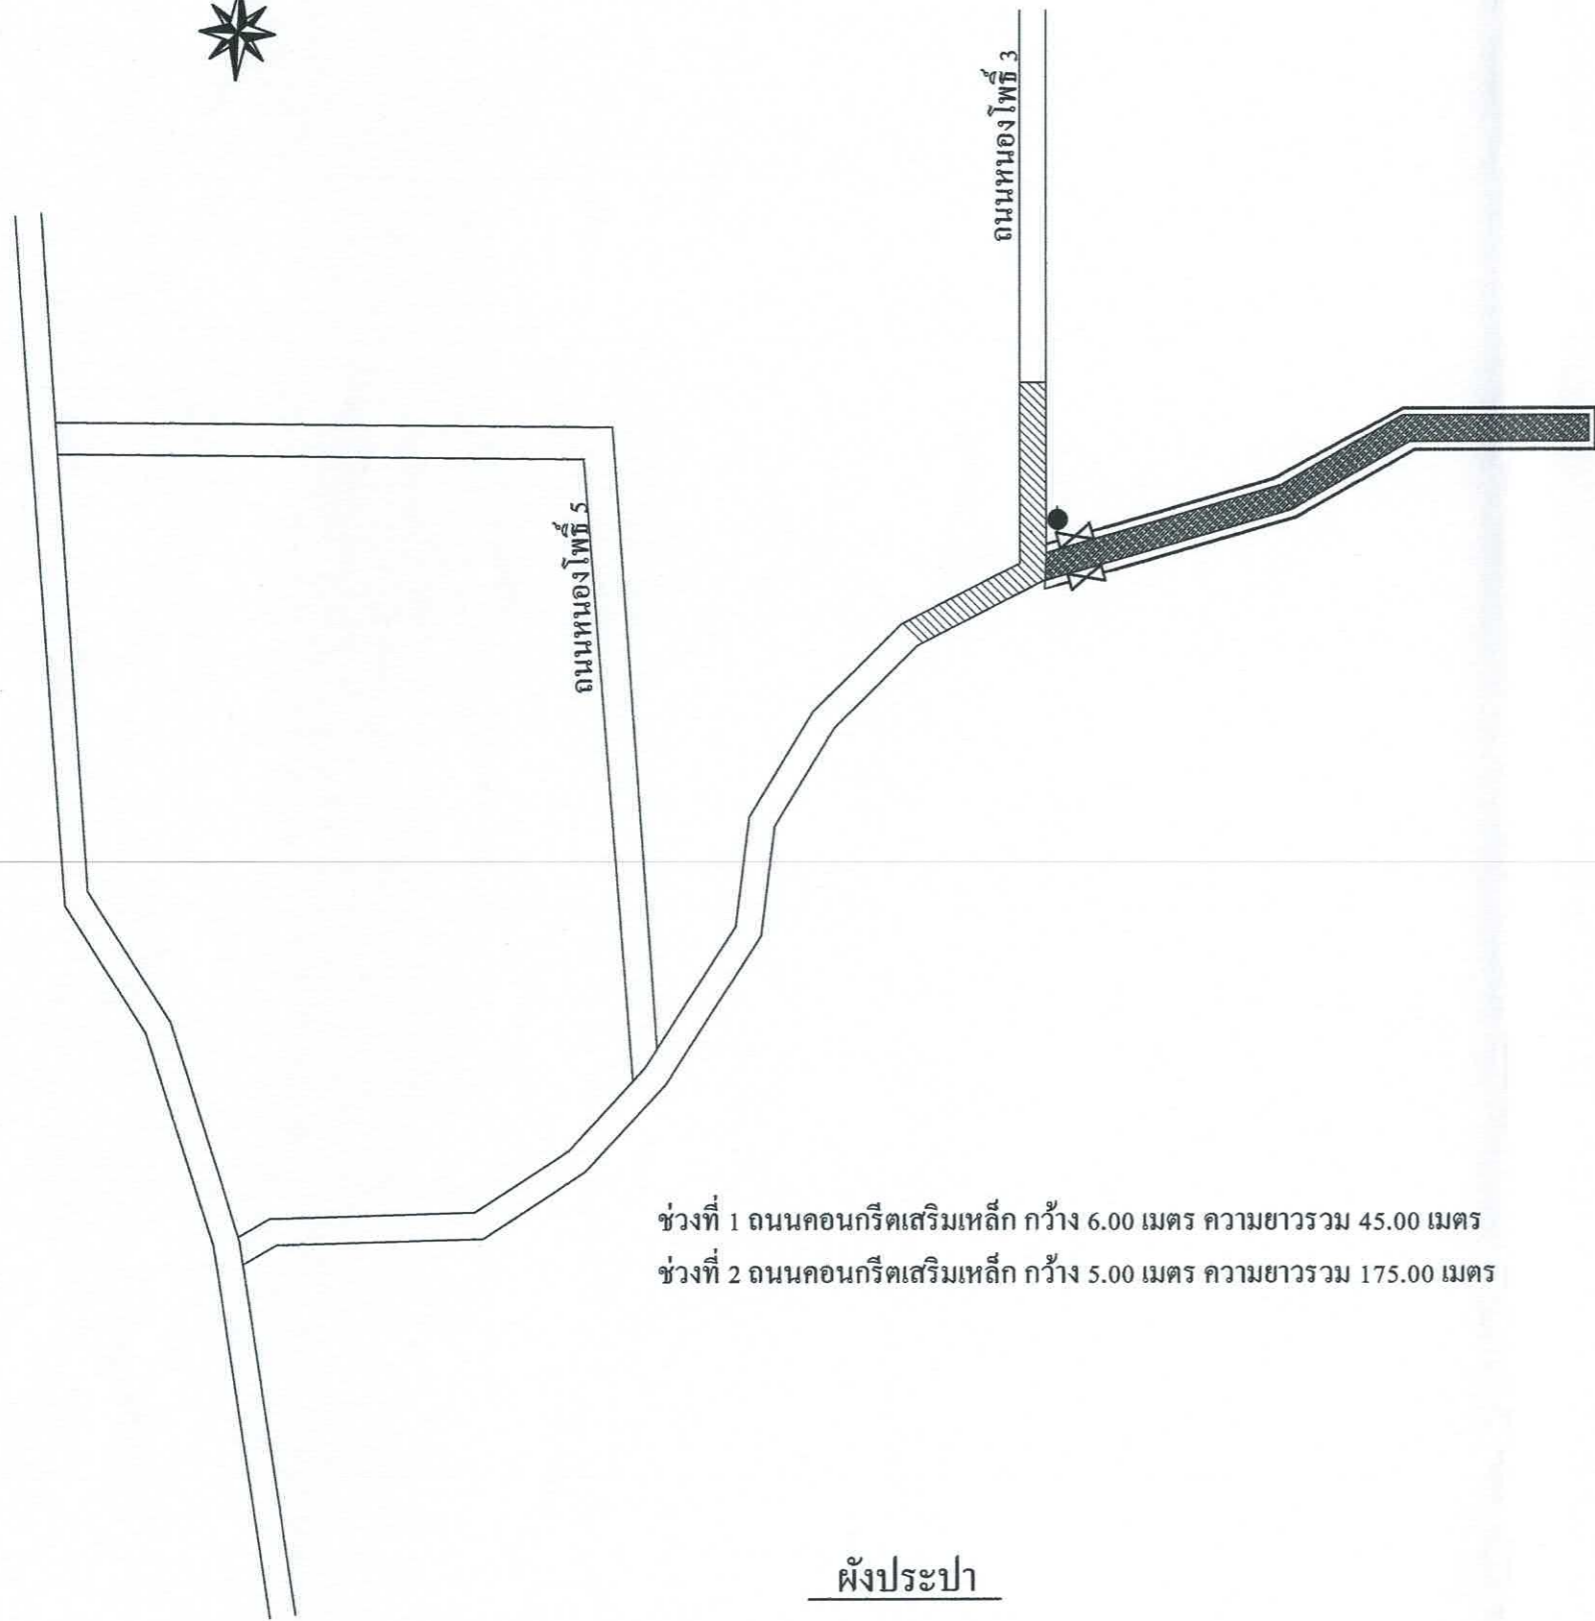 ถนนหนองโพธิ์ 3
ถนนหนองโพธิ์ 5
ช่วงที่ 1 ถนนคอนกรีตเสริมเหล็ก กว้าง 6.00 เมตร ความยาวรวม 45.00 เมตร
ช่วงที่ 2 ถนนคอนกรีตเสริมเหล็ก กว้าง 5.00 เมตร ความยาวรวม 175.00 เมตร
ผังประปา